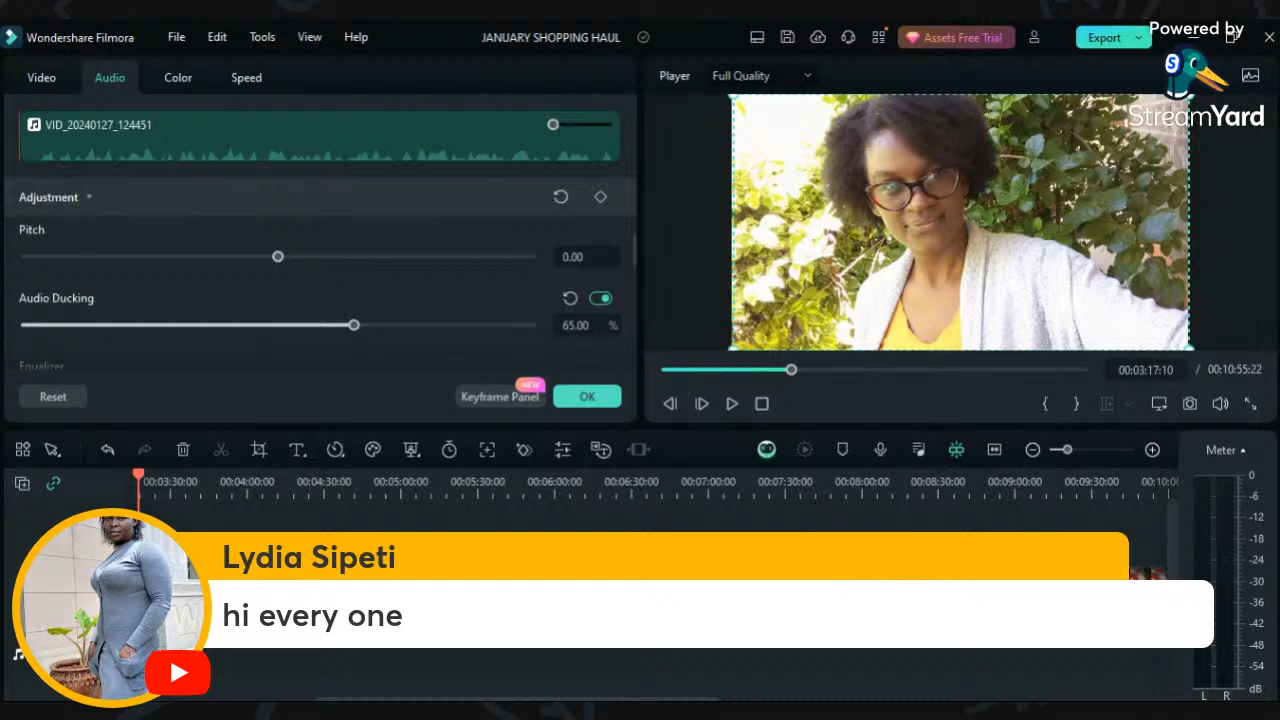 Powered by
StreamYard
Wondershare Filmora
File Edit Tools View Help
JANUARY SHOPPING HAUL
Assets Free Trial
Export
Video Audio Color Speed
Player Full Quality
VID_20240127_124451
Adjustment
Pitch
0.00
Audio Ducking
65.00 %
Equalizer
Reset
NEW
Keyframe Panel
OK
00:03:17:10 / 00:10:55:22
Meter
00:03:30:00 00:04:00:00 00:04:30:00 00:05:00:00 00:05:30:00 00:06:00:00 00:06:30:00 00:07:00:00 00:07:30:00 00:08:00:00 00:08:30:00 00:09:00:00 00:09:30:00
0
-6
-12
-18
-24
-30
-36
-42
-48
-54
dB
L R
Lydia Sipeti
hi every one